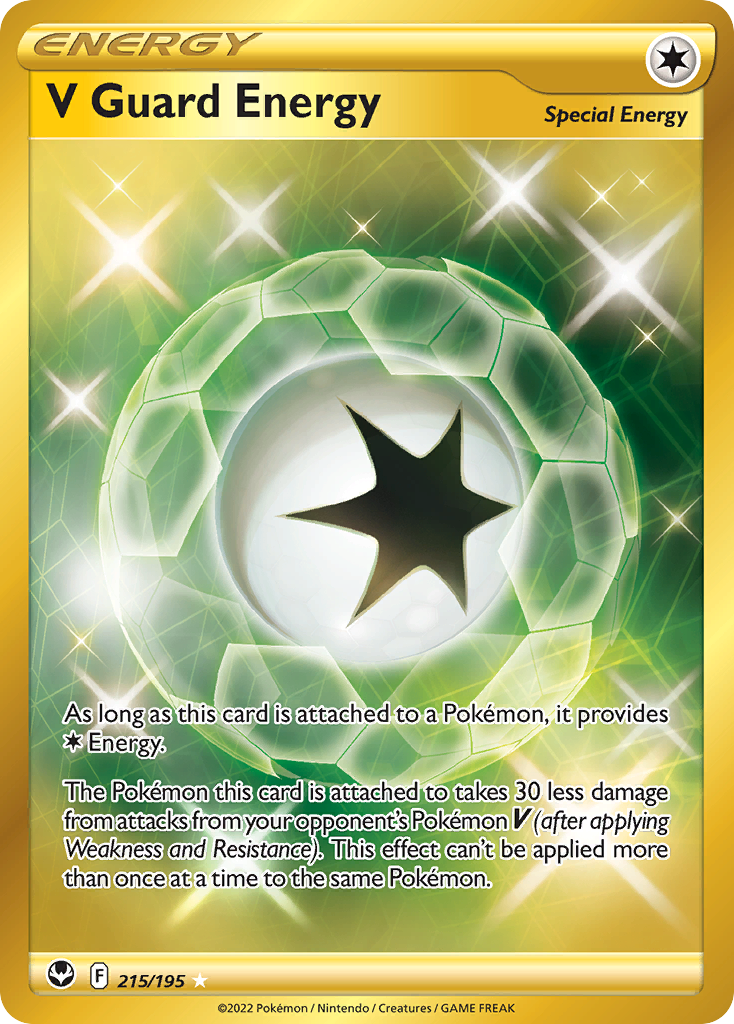 ENERGY
V Guard Energy
Special Energy
As long as this card is attached to a Pokémon, it provides
Energy.
The Pokémon this card is attached to takes 30 less damage
from attacks from your opponent's Pokémon V (after applying
Weakness and Resistance). This effect can't be applied more
than once at a time to the same Pokémon.
F 215/195
©2022 Pokémon / Nintendo / Creatures / GAME FREAK